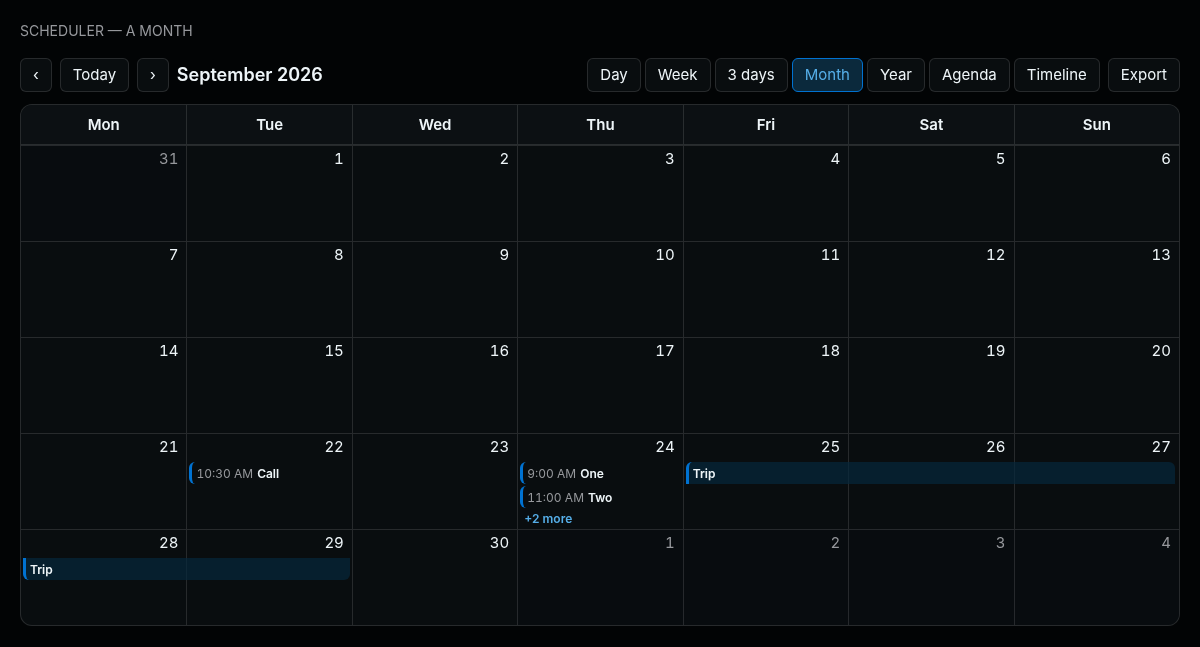 SCHEDULER — A MONTH
‹ Today › September 2026 Day Week 3 days Month Year Agenda Timeline Export
Mon Tue Wed Thu Fri Sat Sun
31 1 2 3 4 5 6
7 8 9 10 11 12 13
14 15 16 17 18 19 20
21 22 23 24 25 26 27
10:30 AM Call 9:00 AM One Trip
11:00 AM Two
+2 more
28 29 30 1 2 3 4
Trip